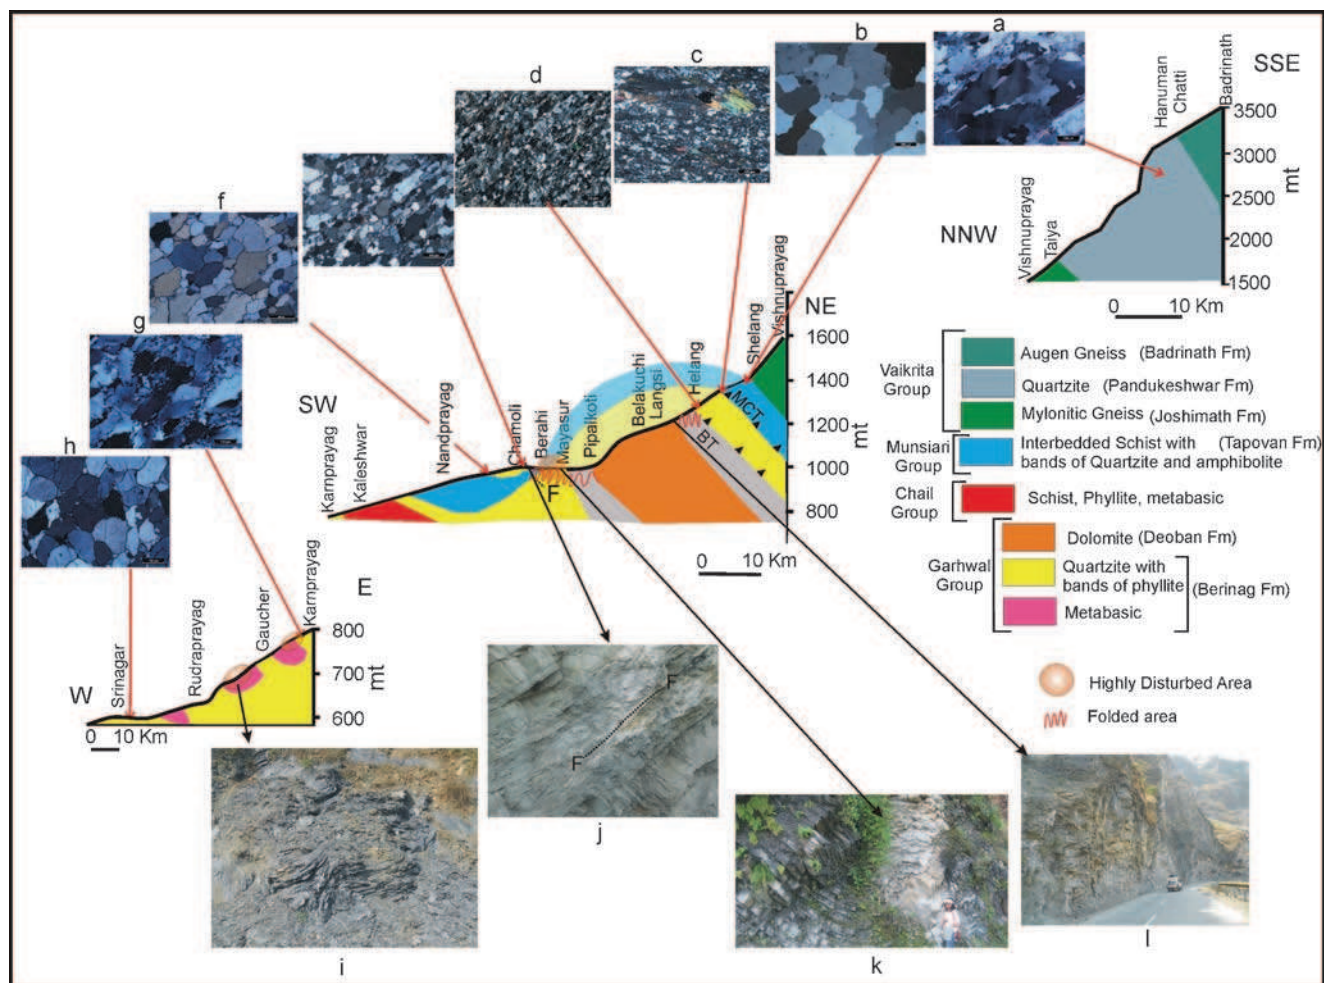 a
b
c
d
f
g
h
Hanuman
Chatti
Badrinath
SSE
3500
3000
2500
2000
1500
mt
NNW
Vishnuprayag
Taiya
0 10 Km
NE
SW
Karnprayag
Kaleshwar
Nandprayag
Chamoli
Berahi
Mayasur
Pipalkoti
Belakuchi
Langsi
Helang
Shelang
Vishnuprayag
1600
1400
1200
1000
800
mt
MCT
BT
F
0 10 Km
Vaikrita
Group
Augen Gneiss (Badrinath Fm)
Quartzite (Pandukeshwar Fm)
Mylonitic Gneiss (Joshimath Fm)
Munsiari
Group
Interbedded Schist with (Tapovan Fm)
bands of Quartzite and amphibolite
Chail
Group
Schist, Phyllite, metabasic
Garhwal
Group
Dolomite (Deoban Fm)
Quartzite with
bands of phyllite
(Berinag Fm)
Metabasic
Highly Disturbed Area
Folded area
E
W
Srinagar
Rudraprayag
Gaucher
Karnprayag
800
700
600
mt
0 10 Km
F
F
i
j
k
l